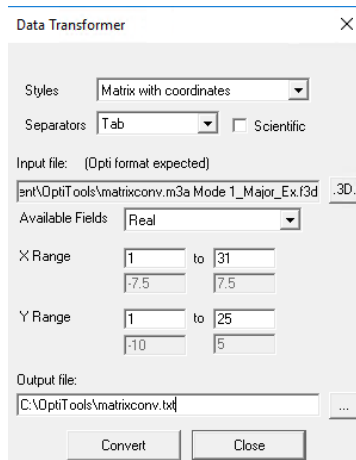 Data Transformer
Styles Matrix with coordinates
Separators Tab Scientific
Input file: (Opti format expected)
ent\OptiTools\matrixconv.m3a Mode 1_Major_Ex.f3d .3D.
Available Fields Real
X Range 1 to 31
-7.5 7.5
Y Range 1 to 25
-10 5
Output file:
C:\OptiTools\matrixconv.txt ...
Convert Close